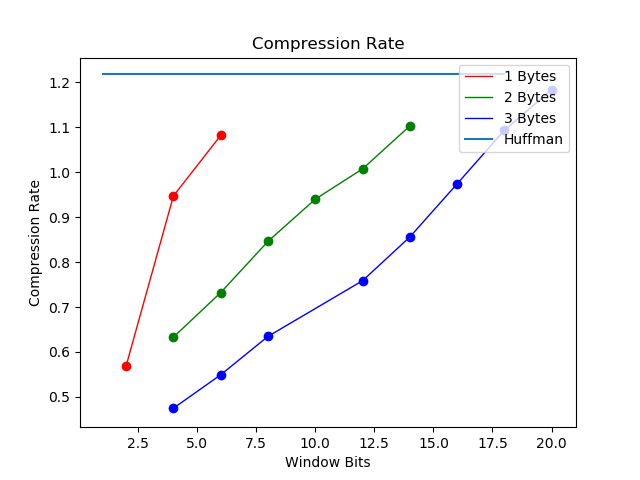 Compression Rate
1.2
1.1
1.0
0.9
0.8
0.7
0.6
0.5
Compression Rate
1 Bytes
2 Bytes
3 Bytes
Huffman
2.5 5.0 7.5 10.0 12.5 15.0 17.5 20.0
Window Bits